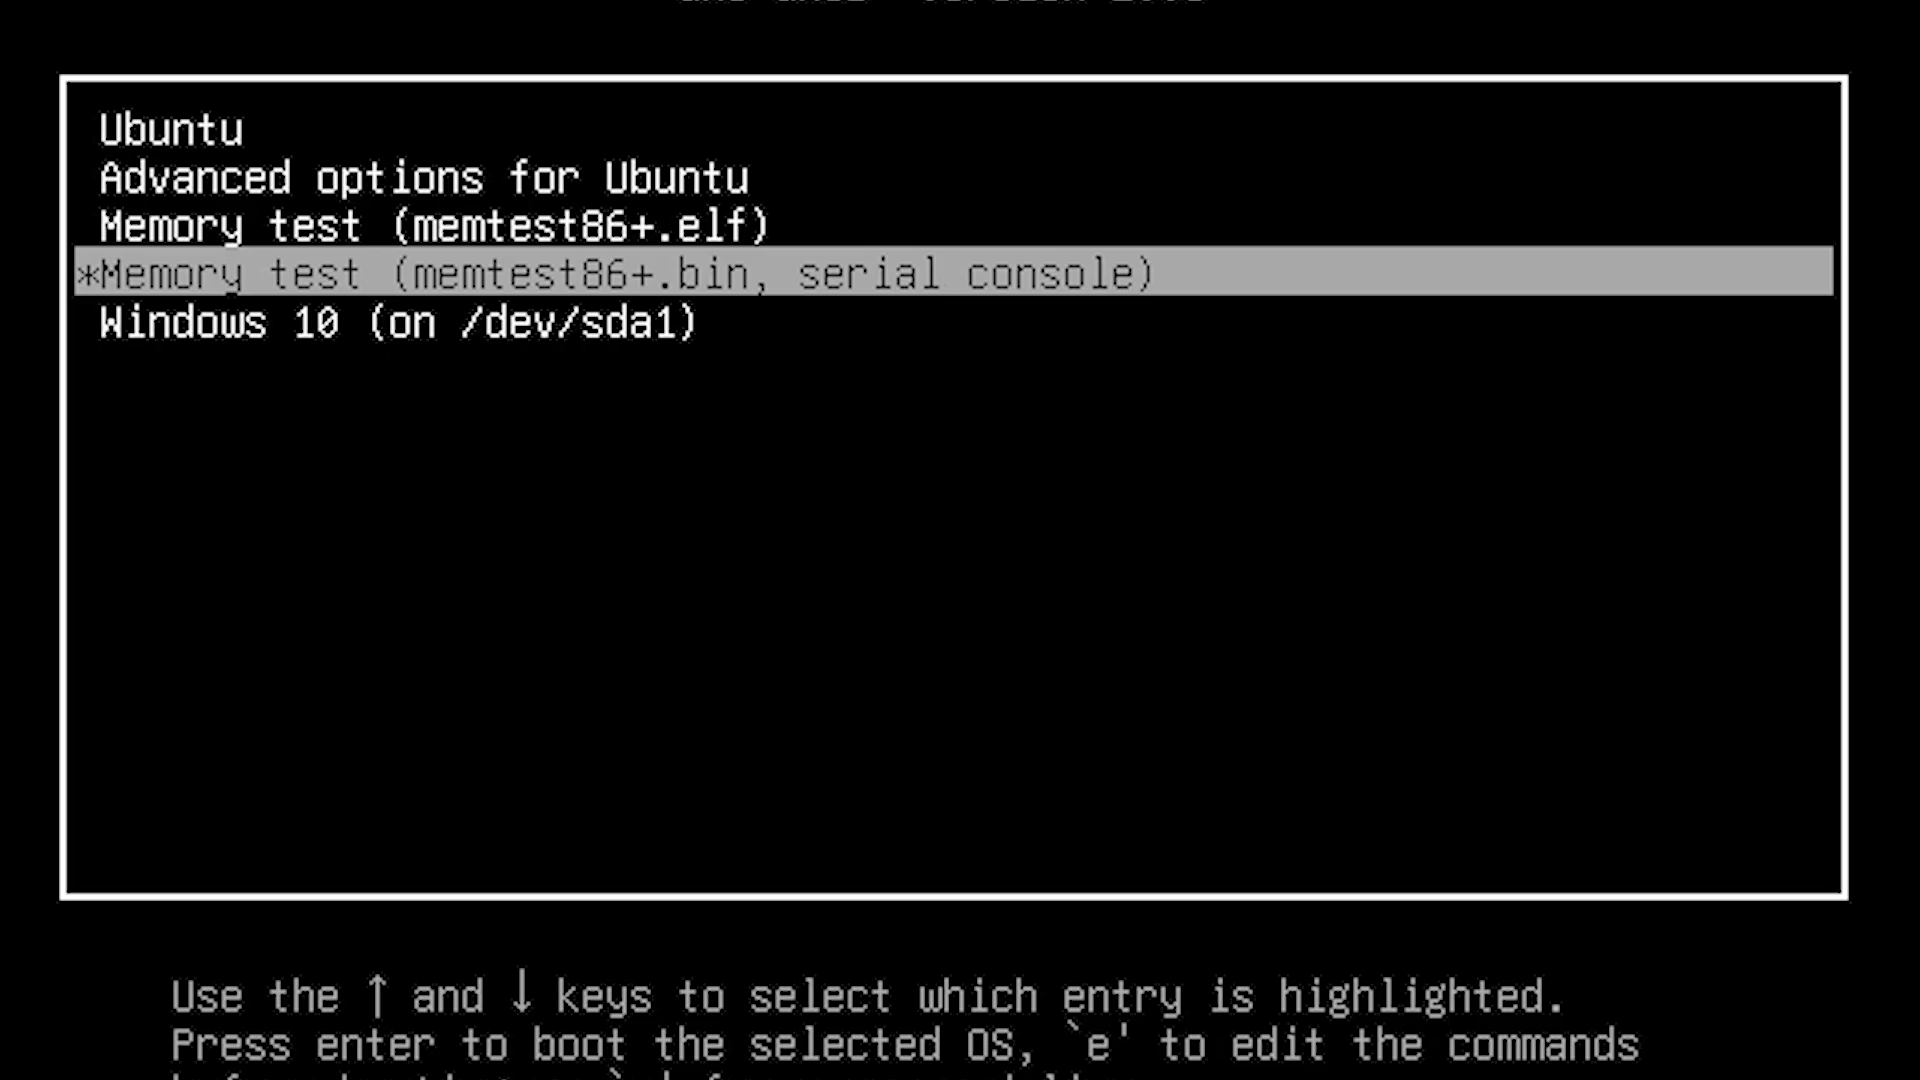 Ubuntu
Advanced options for Ubuntu
Memory test (memtest86+.elf)
*Memory test (memtest86+.bin, serial console)
Windows 10 (on /dev/sda1)
Use the ↑ and ↓ keys to select which entry is highlighted.
Press enter to boot the selected OS, `e' to edit the commands